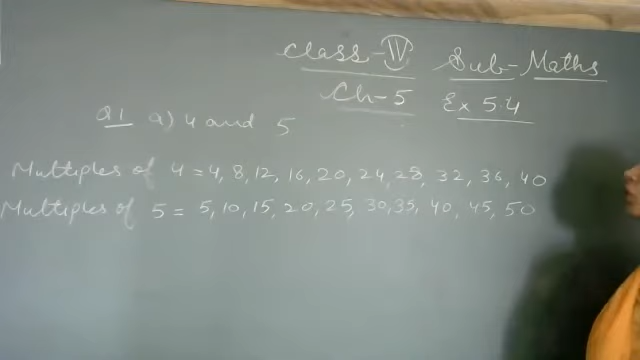 Class-IV Sub-Maths
Ch-5 Ex 5.4
Q1 a) 4 and 5
Multiples of 4 = 4, 8, 12, 16, 20, 24, 28, 32, 36, 40
Multiples of 5 = 5, 10, 15, 20, 25, 30, 35, 40, 45, 50